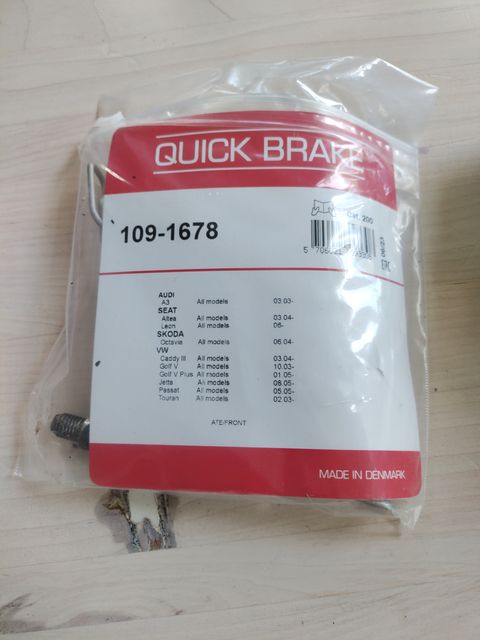 QUICK BRAKE
109-1678
06/23
AUDI
A3 All models 03.03-
SEAT
Altea All models 03.04-
Leon All models 06-
SKODA
Octavia All models 06.04-
VW
Caddy III All models 03.04-
Golf V All models 10.03-
Golf V Plus All models 01.05-
Jetta All models 08.05-
Passat All models 05.05-
Touran All models 02.03-
ATE/FRONT
MADE IN DENMARK